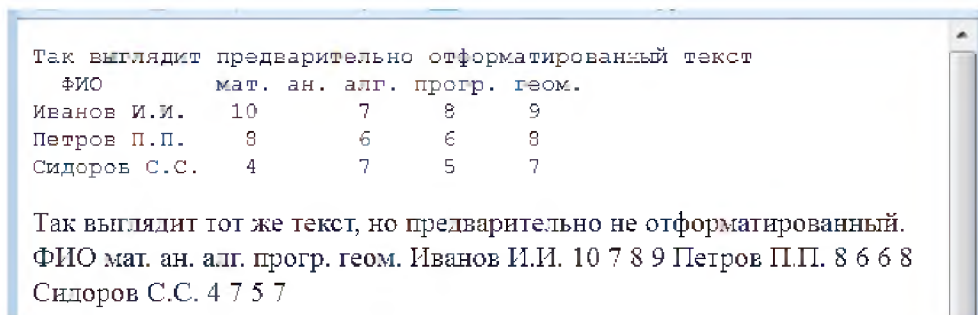 Так выглядит предварительно отформатированный текст
ФИО мат. ан. алг. прогр. геом.
Иванов И.И. 10 7 8 9
Петров П.П. 8 6 6 8
Сидоров С.С. 4 7 5 7
Так выглядит тот же текст, но предварительно не отформатированный.
ФИО мат. ан. алг. прогр. геом. Иванов И.И. 10 7 8 9 Петров П.П. 8 6 6 8
Сидоров С.С. 4 7 5 7